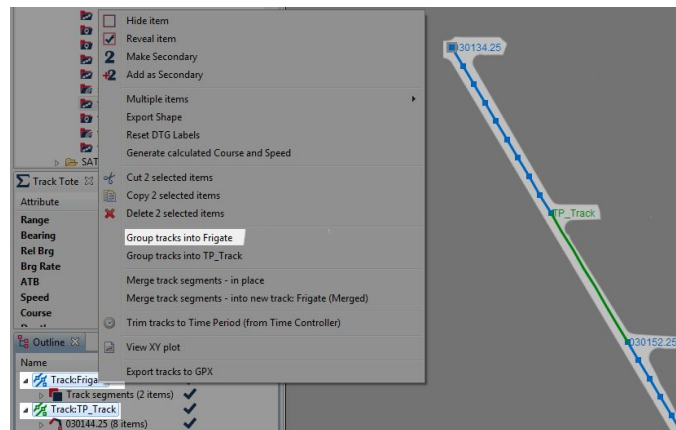 Hide item
Reveal item
2 Make Secondary
+2 Add as Secondary
Multiple items
Export Shape
Reset DTG Labels
Generate calculated Course and Speed
SAT
Cut 2 selected items
Copy 2 selected items
Delete 2 selected items
Group tracks into Frigate
Group tracks into TP_Track
Merge track segments - in place
Merge track segments - into new track: Frigate (Merged)
Trim tracks to Time Period (from Time Controller)
View XY plot
Export tracks to GPX
Track Tote
Attribute
Range
Bearing
Rel Brg
Brg Rate
ATB
Speed
Course
Outline
Name
Track:Friga
Track segments (2 items)
Track:TP_Track
030144.25 (8 items)
030134.25
TP_Track
030152.25